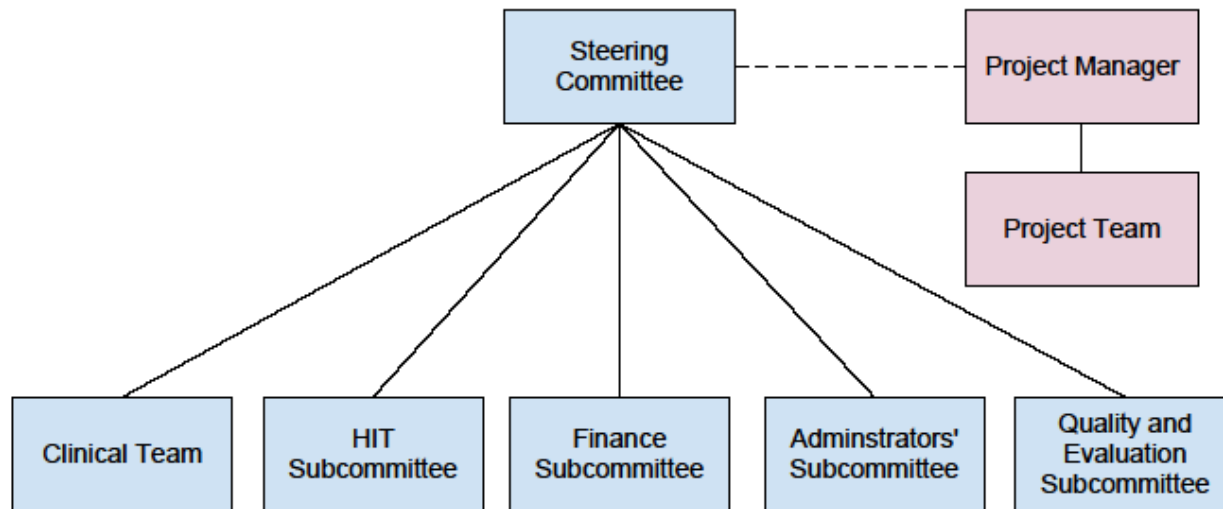 Steering
Committee
Project Manager
Project Team
Clinical Team
HIT
Subcommittee
Finance
Subcommittee
Adminstrators'
Subcommittee
Quality and
Evaluation
Subcommittee